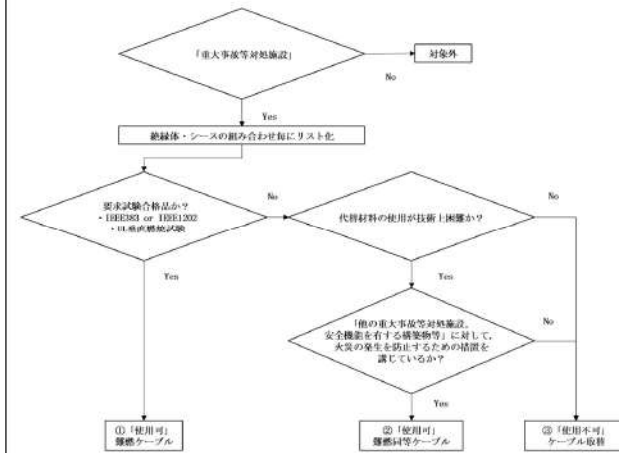 「重大事故等対処施設」
対象外
No
Yes
絶縁体・シースの組み合わせ毎にリスト化
要求試験合格品か？
・IEEE383 or IEEE1202
・UL垂直燃焼試験
No
代替材料の使用が技術上困難か？
No
Yes
Yes
「他の重大事故等対処施設、
安全機能を有する構築物等」に対して、
火災の発生を防止するための措置を
講じているか？
No
Yes
①「使用可」
難燃ケーブル
②「使用可」
難燃同等ケーブル
③「使用不可」
ケーブル取替